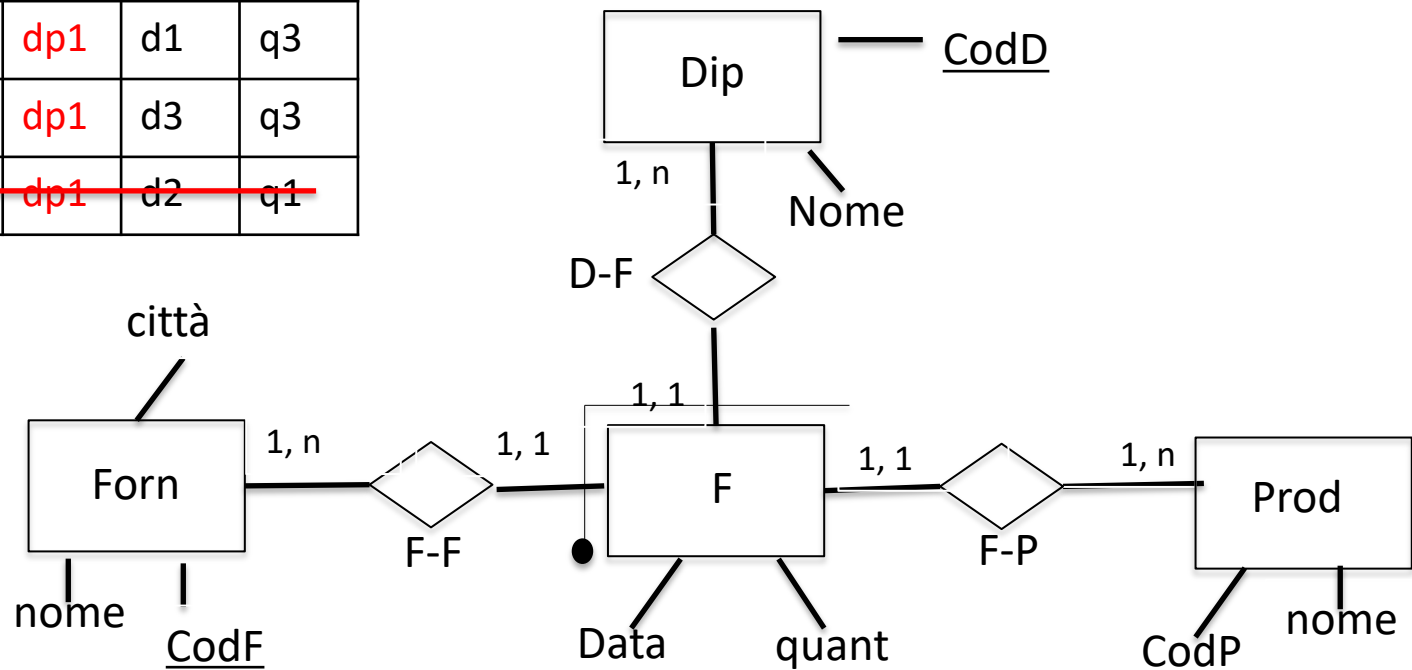 dp1 d1 q3
dp1 d3 q3
dp1 d2 q1
Dip
CodD
1, n
Nome
D-F
città
1, 1
Forn
1, n
1, 1
F
1, 1
1, n
Prod
F-F
F-P
nome
CodF
Data
quant
CodP
nome